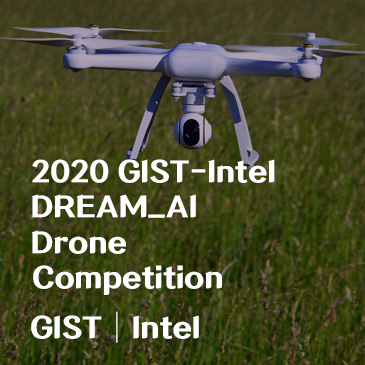 2020 GIST-Intel
DREAM_AI
Drone
Competition
GIST | Intel